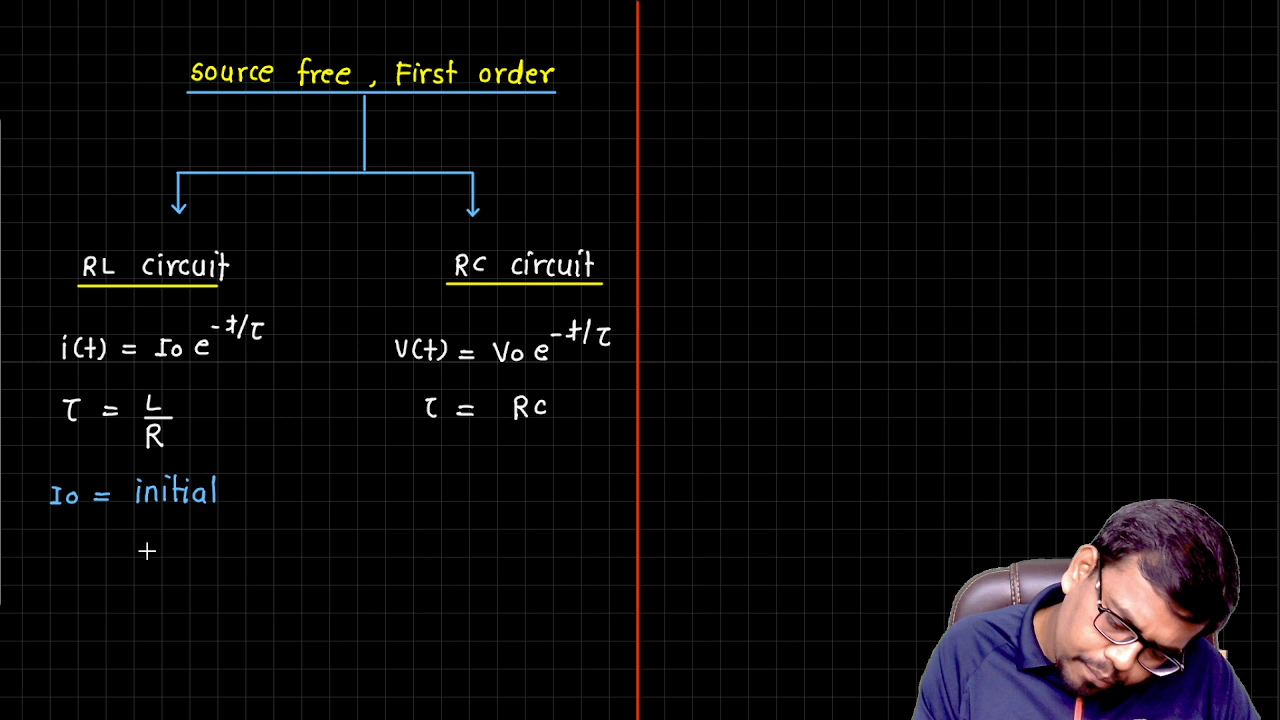 source free, First order
RL circuit
i(t) = Io e^-t/τ
τ = L/R
Io = initial
RC circuit
V(t) = Vo e^-t/τ
τ = RC